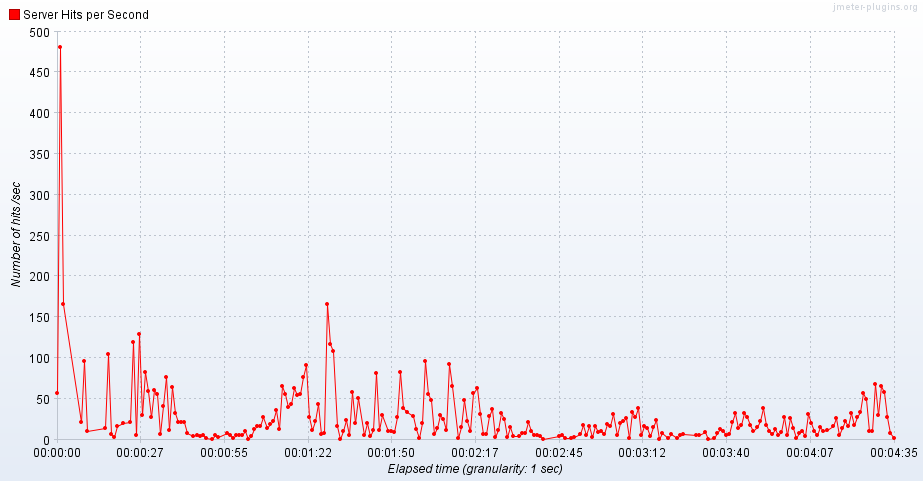 jmeter-plugins.org
Server Hits per Second
500
450
400
350
300
250
200
150
100
50
0
Number of hits /sec
00:00:00 00:00:27 00:00:55 00:01:22 00:01:50 00:02:17 00:02:45 00:03:12 00:03:40 00:04:07 00:04:35
Elapsed time (granularity: 1 sec)